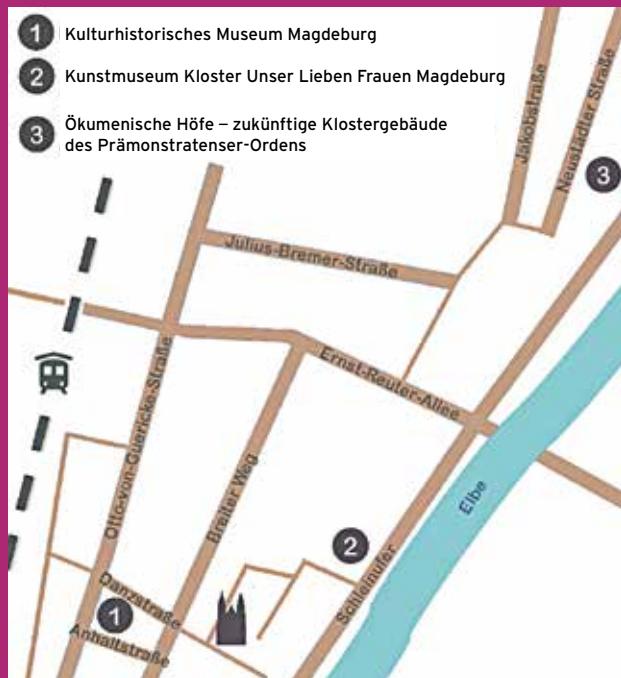 1 Kulturhistorisches Museum Magdeburg
2 Kunstmuseum Kloster Unser Lieben Frauen Magdeburg
3 Ökumenische Höfe – zukünftige Klostergebäude
des Prämonstratenser-Ordens
Jakobstraße
Neustädter Straße
3
Julius-Bremer-Straße
Ernst-Reuter-Allee
Otto-von-Guericke-Straße
Breiter Weg
Elbe
2
Schleinufer
Danzstraße
1
Anhaltstraße